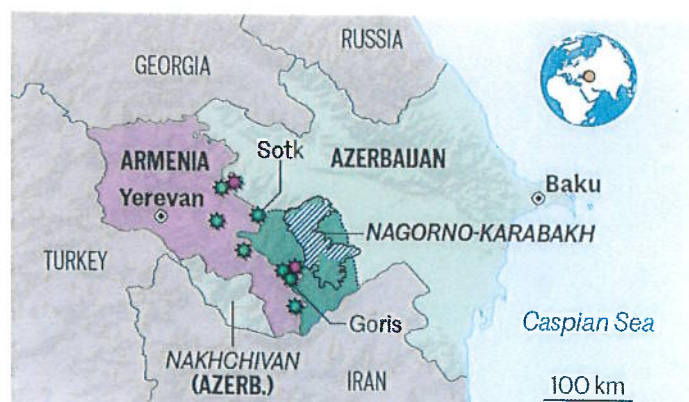 RUSSIA
GEORGIA
Sotk
ARMENIA
AZERBAIJAN
Yerevan
Baku
NAGORNO-KARABAKH
TURKEY
Goris
Caspian Sea
NAKHCHIVAN
(AZERB.)
IRAN
100 km